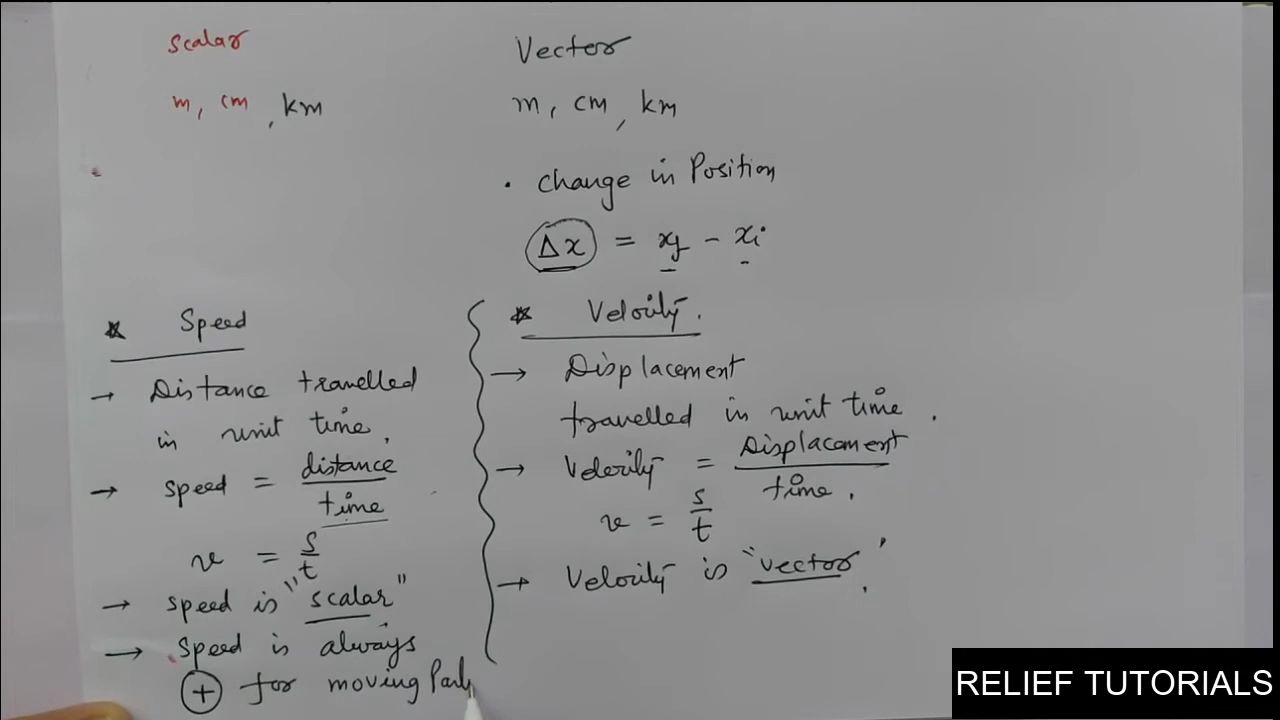 Scalar
m, cm, km
Vector
m, cm, km
. Change in Position
Δx = xf - xi
* Speed
→ Distance travelled
in unit time.
→ speed = distance/time
v = s/t
→ speed is "scalar"
→ speed is always
+ for moving Parti
* Velocity.
→ Displacement
travelled in unit time.
→ Velocity = Displacement/time.
v = s/t
→ Velocity is "vector".
RELIEF TUTORIALS